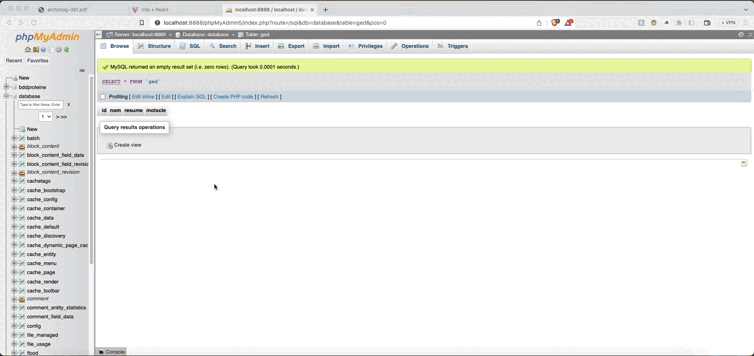 archimag-381.pdf
Vite + React
localhost:8888 / localhost / da
localhost:8888/phpMyAdmin5/index.php?route=/sql&db=database&table=ged&pos=0
VPN
phpMyAdmin
Server: localhost:8888 » Database: database » Table: ged
Browse Structure SQL Search Insert Export Import Privileges Operations Triggers
Recent Favorites
MySQL returned an empty result set (i.e. zero rows). (Query took 0.0001 seconds.)
SELECT * FROM `ged`
Profiling [ Edit inline ] [ Edit ] [ Explain SQL ] [ Create PHP code ] [ Refresh ]
id nom resume motscle
Query results operations
Create view
New
bddproteine
database
Type to filter these, Enter
X
1 > >>
New
batch
block_content
block_content_field_data
block_content_field_revisic
block_content_revision
cachetags
cache_bootstrap
cache_config
cache_container
cache_data
cache_default
cache_discovery
cache_dynamic_page_cac
cache_entity
cache_menu
cache_page
cache_render
cache_toolbar
comment
comment_entity_statistics
comment_field_data
config
file_managed
file_usage
flood
Console